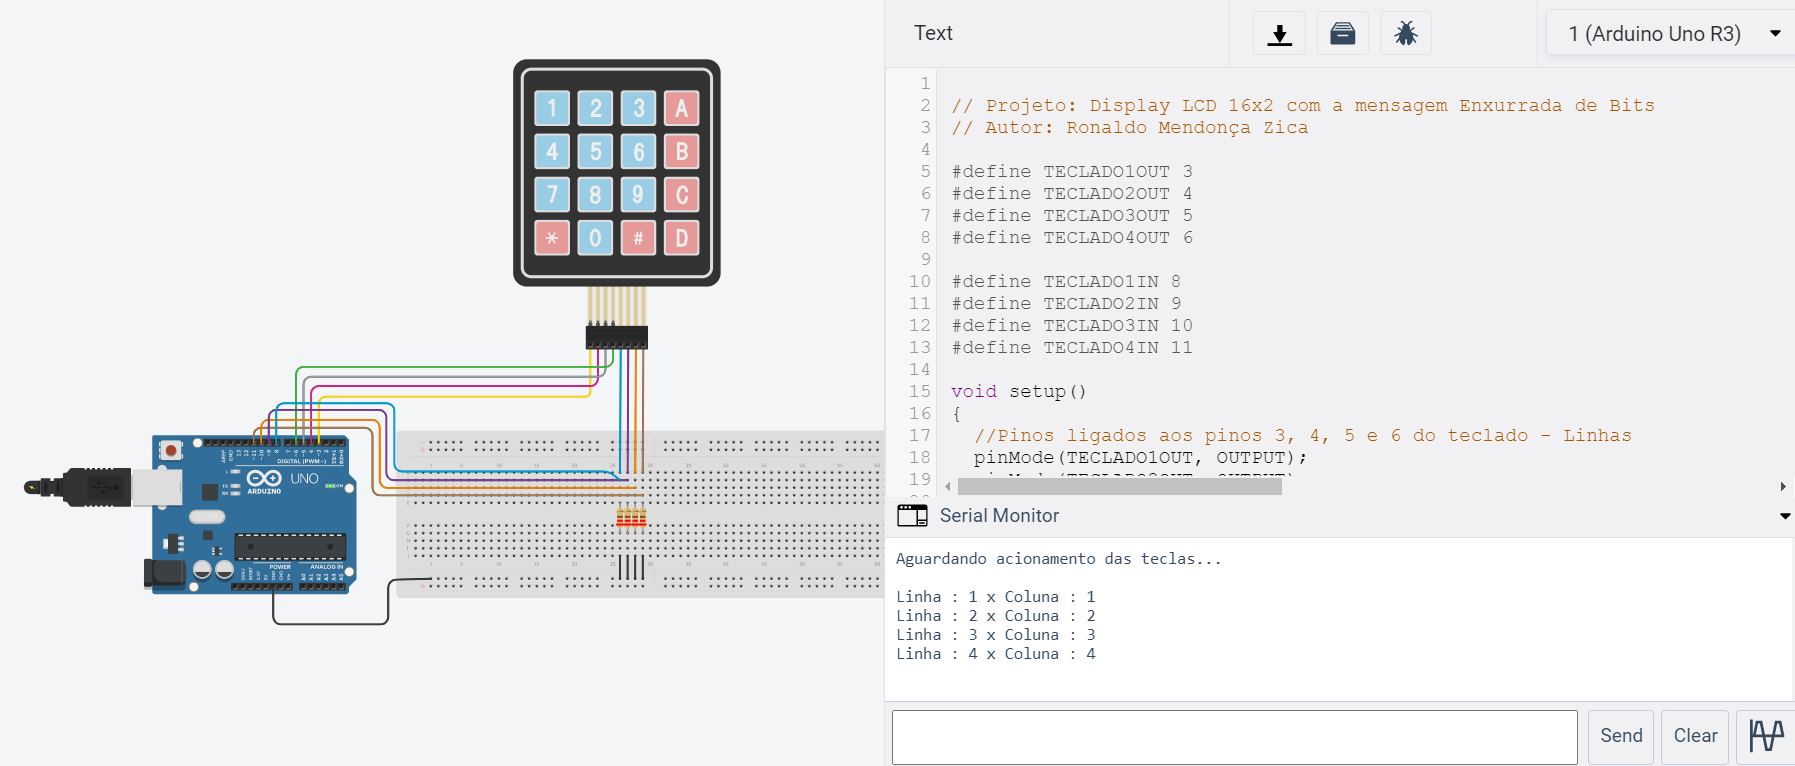 Text
1 (Arduino Uno R3)
1 2 3 A
4 5 6 B
7 8 9 C
* 0 # D
1
2 // Projeto: Display LCD 16x2 com a mensagem Enxurrada de Bits
3 // Autor: Ronaldo Mendonça Zica
4
5 #define TECLADO1OUT 3
6 #define TECLADO2OUT 4
7 #define TECLADO3OUT 5
8 #define TECLADO4OUT 6
9
10 #define TECLADO1IN 8
11 #define TECLADO2IN 9
12 #define TECLADO3IN 10
13 #define TECLADO4IN 11
14
15 void setup()
16 {
17 //Pinos ligados aos pinos 3, 4, 5 e 6 do teclado - Linhas
18 pinMode(TECLADO1OUT, OUTPUT);
19
DIGITAL (PWM~)
UNO
ARDUINO
POWER
ANALOG IN
Serial Monitor
Aguardando acionamento das teclas...
Linha : 1 x Coluna : 1
Linha : 2 x Coluna : 2
Linha : 3 x Coluna : 3
Linha : 4 x Coluna : 4
Send
Clear